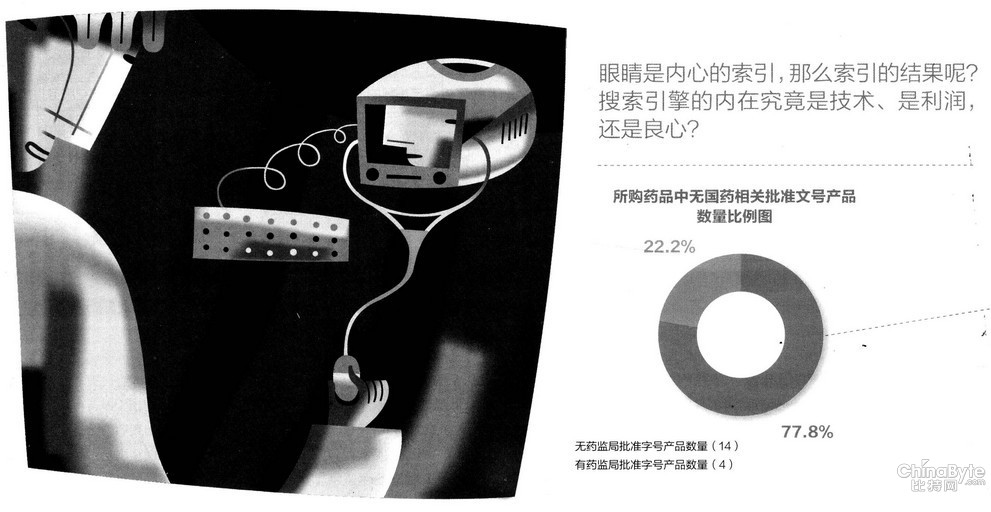 眼睛是内心的索引，那么索引的结果呢？
搜索引擎的内在究竟是技术、是利润，
还是良心？
所购药品中无国药相关批准文号产品
数量比例图
22.2%
77.8%
无药监局批准字号产品数量（14）
有药监局批准字号产品数量（4）
ChinaByte
比特网.com